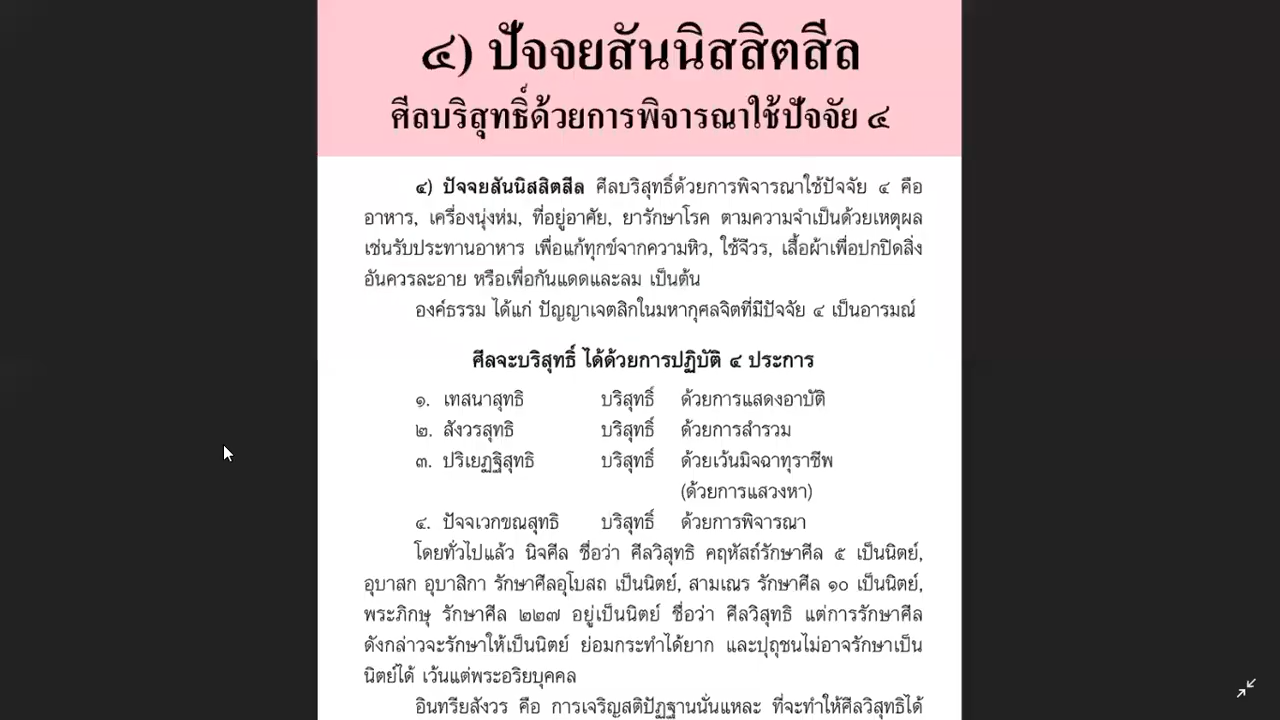 ๔) ปัจจยสันนิสสิตสีล
ศีลบริสุทธิ์ด้วยการพิจารณาใช้ปัจจัย ๔
๔) ปัจจยสันนิสสิตสีล ศีลบริสุทธิ์ด้วยการพิจารณาใช้ปัจจัย ๔ คือ
อาหาร, เครื่องนุ่งห่ม, ที่อยู่อาศัย, ยารักษาโรค ตามความจำเป็นด้วยเหตุผล
เช่นรับประทานอาหาร เพื่อแก้ทุกข์จากความหิว, ใช้จีวร, เสื้อผ้าเพื่อปกปิดสิ่ง
อันควรละอาย หรือเพื่อกันแดดและลม เป็นต้น
องค์ธรรม ได้แก่ ปัญญาเจตสิกในมหากุศลจิตที่มีปัจจัย ๔ เป็นอารมณ์
ศีลจะบริสุทธิ์ ได้ด้วยการปฏิบัติ ๔ ประการ
๑. เทสนาสุทธิ บริสุทธิ์ ด้วยการแสดงอาบัติ
๒. สังวรสุทธิ บริสุทธิ์ ด้วยการสำรวม
๓. ปริเยฏฐิสุทธิ บริสุทธิ์ ด้วยเว้นมิจฉาทุราชีพ
(ด้วยการแสวงหา)
๔. ปัจจเวกขณสุทธิ บริสุทธิ์ ด้วยการพิจารณา
โดยทั่วไปแล้ว นิจศีล ชื่อว่า ศีลวิสุทธิ คฤหัสถ์รักษาศีล ๕ เป็นนิตย์,
อุบาสก อุบาสิกา รักษาศีลอุโบสถ เป็นนิตย์, สามเณร รักษาศีล ๑๐ เป็นนิตย์,
พระภิกษุ รักษาศีล ๒๒๗ อยู่เป็นนิตย์ ชื่อว่า ศีลวิสุทธิ แต่การรักษาศีล
ดังกล่าวจะรักษาให้เป็นนิตย์ ย่อมกระทำได้ยาก และปุถุชนไม่อาจรักษาเป็น
นิตย์ได้ เว้นแต่พระอริยบุคคล
อินทรียสังวร คือ การเจริญสติปัฏฐานนั่นแหละ ที่จะทำให้ศีลวิสุทธิได้